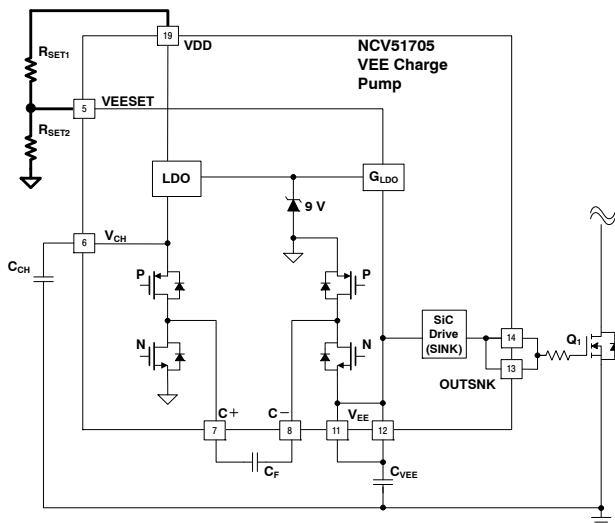 19
VDD
NCV51705
VEE Charge
Pump
RSET1
VEESET
5
RSET2
LDO
GLDO
9 V
6
VCH
CCH
P
P
SiC
Drive
(SINK)
14
Q1
N
N
13
OUTSNK
C+
C−
VEE
7
8
11
12
CF
CVEE